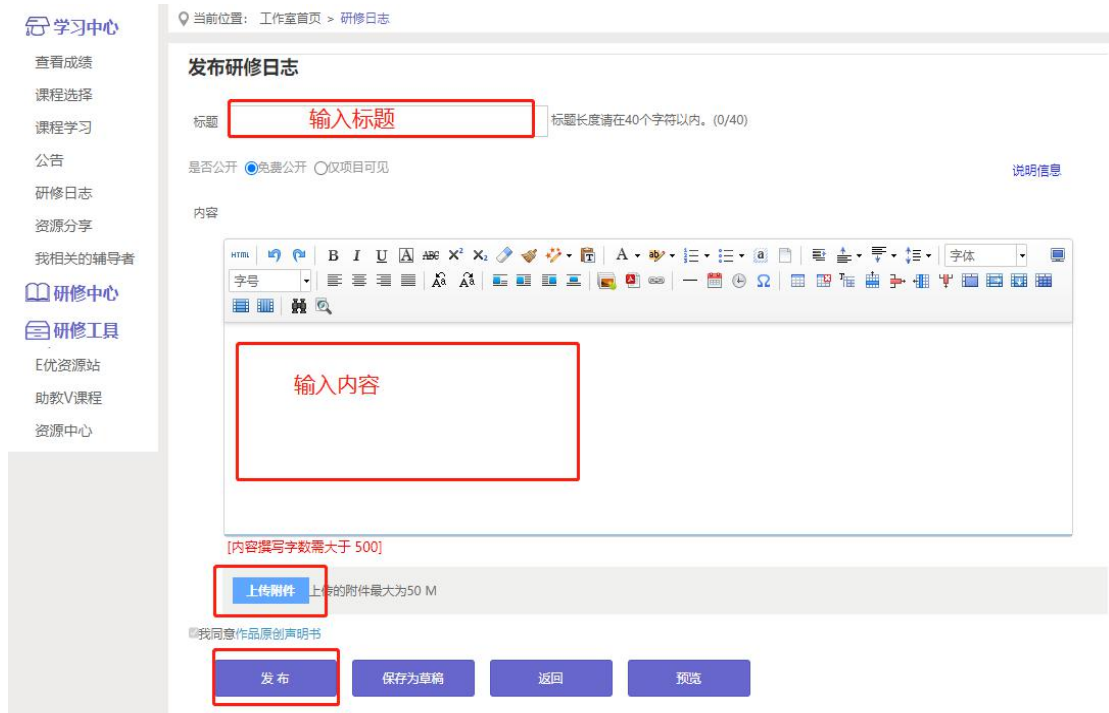 学习中心
查看成绩
课程选择
课程学习
公告
研修日志
资源分享
我相关的辅导者
研修中心
研修工具
E优资源站
助教V课程
资源中心
当前位置： 工作室首页 > 研修日志
发布研修日志
标题 输入标题 标题长度请在40个字符以内。(0/40)
是否公开 免费公开 仅项目可见
说明信息
内容
HTML B I U A ABC X² X₂ A ab a 字体
字号 Aa Aa Ω
输入内容
[内容撰写字数需大于 500]
上传附件 上传的附件最大为50 M
我同意作品原创声明书
发 布 保存为草稿 返回 预览